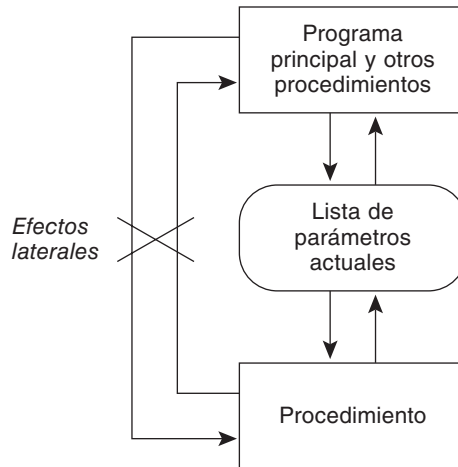 Programa
principal y otros
procedimientos
Efectos
laterales
Lista de
parámetros
actuales
Procedimiento